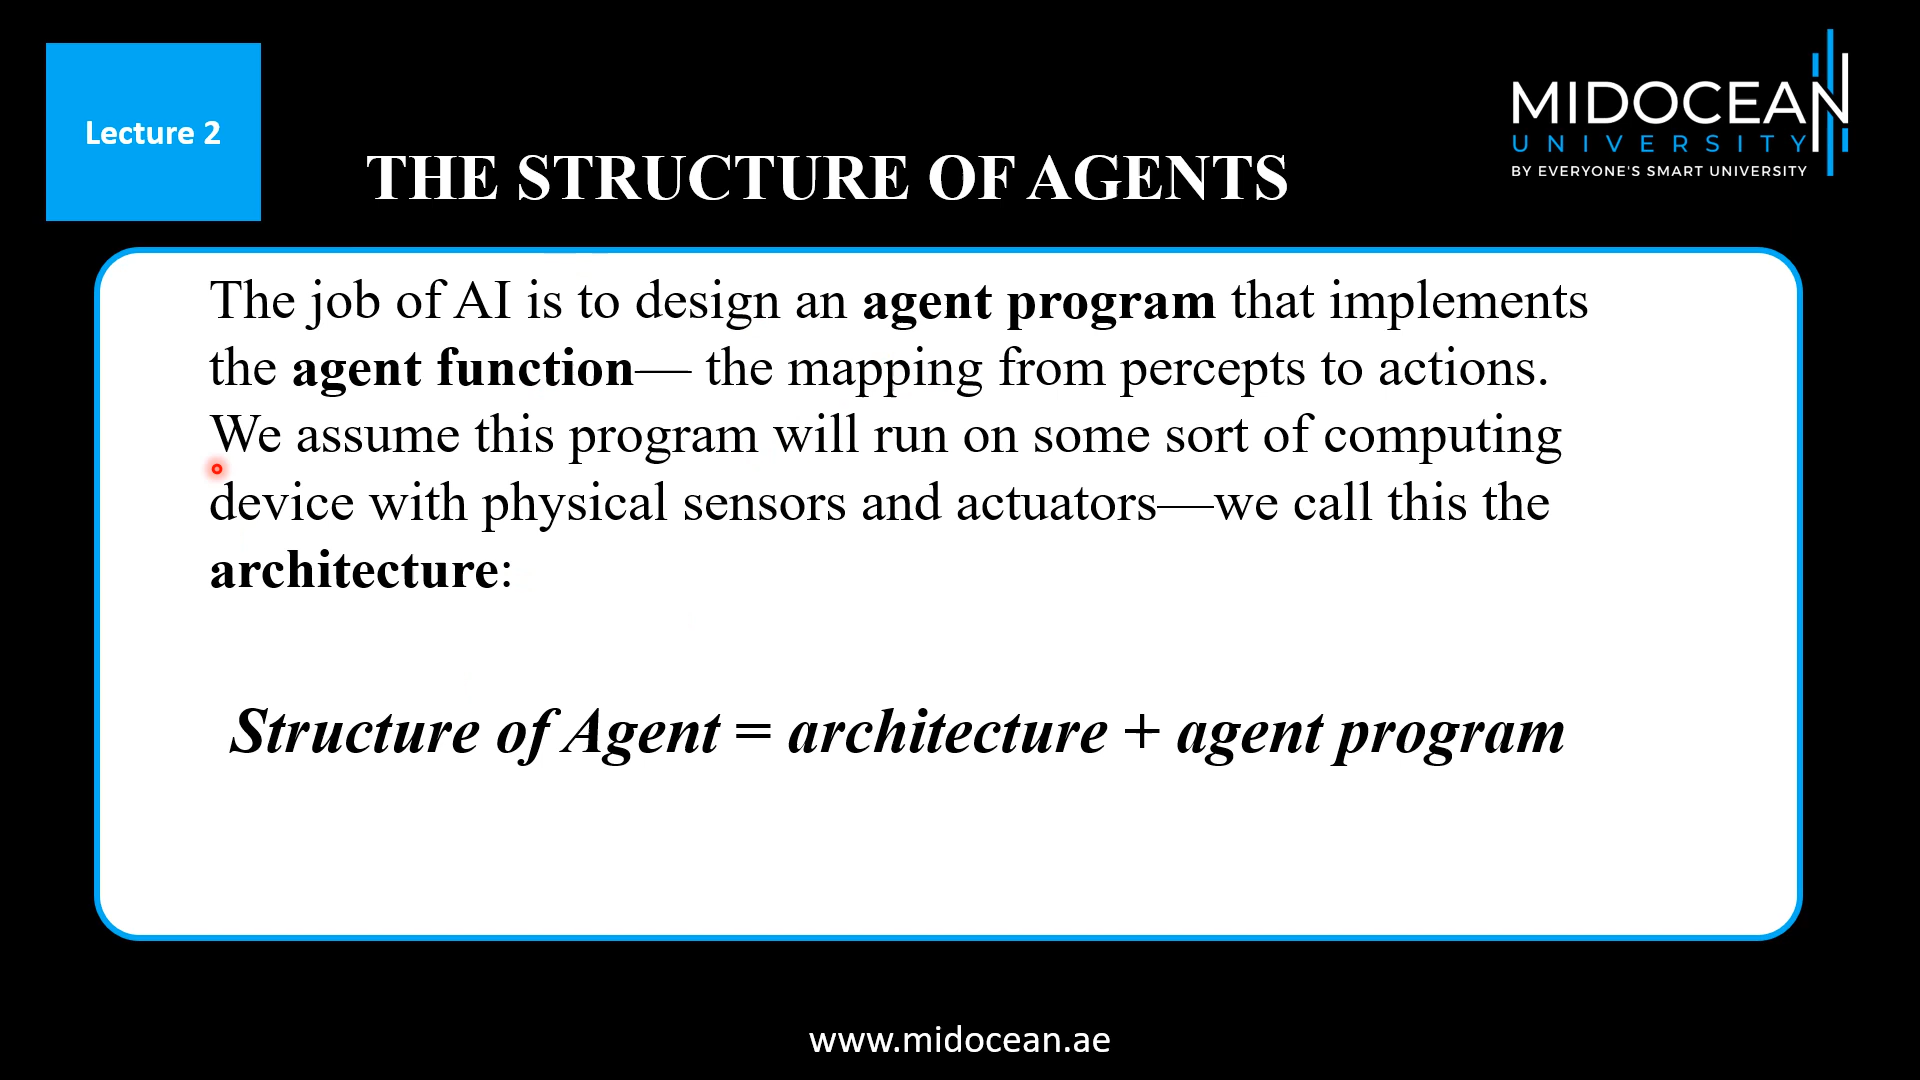 Lecture 2
MIDOCEAN
UNIVERSITY
BY EVERYONE'S SMART UNIVERSITY
THE STRUCTURE OF AGENTS
The job of AI is to design an agent program that implements
the agent function— the mapping from percepts to actions.
We assume this program will run on some sort of computing
device with physical sensors and actuators—we call this the
architecture:
Structure of Agent = architecture + agent program
www.midocean.ae